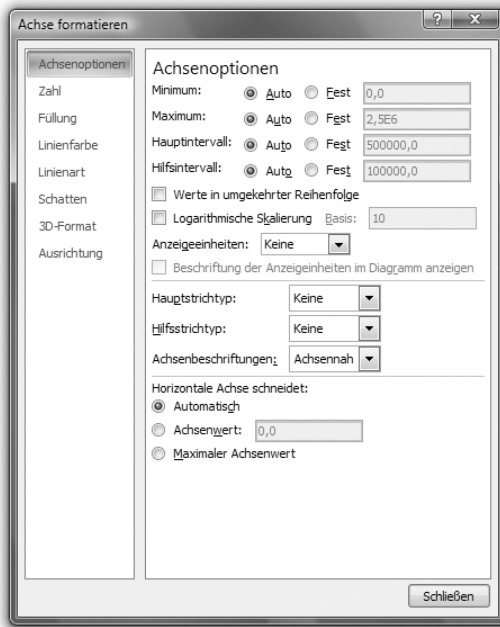 Achse formatieren
Achsenoptionen
Zahl
Füllung
Linienfarbe
Linienart
Schatten
3D-Format
Ausrichtung
Achsenoptionen
Minimum: Auto Fest 0,0
Maximum: Auto Fest 2,5E6
Hauptintervall: Auto Fest 500000,0
Hilfsintervall: Auto Fest 100000,0
Werte in umgekehrter Reihenfolge
Logarithmische Skalierung Basis: 10
Anzeigeeinheiten: Keine
Beschriftung der Anzeigeinheiten im Diagramm anzeigen
Hauptstrichtyp: Keine
Hilfsstrichtyp: Keine
Achsenbeschriftungen: Achsennah
Horizontale Achse schneidet:
Automatisch
Achsenwert: 0,0
Maximaler Achsenwert
Schließen